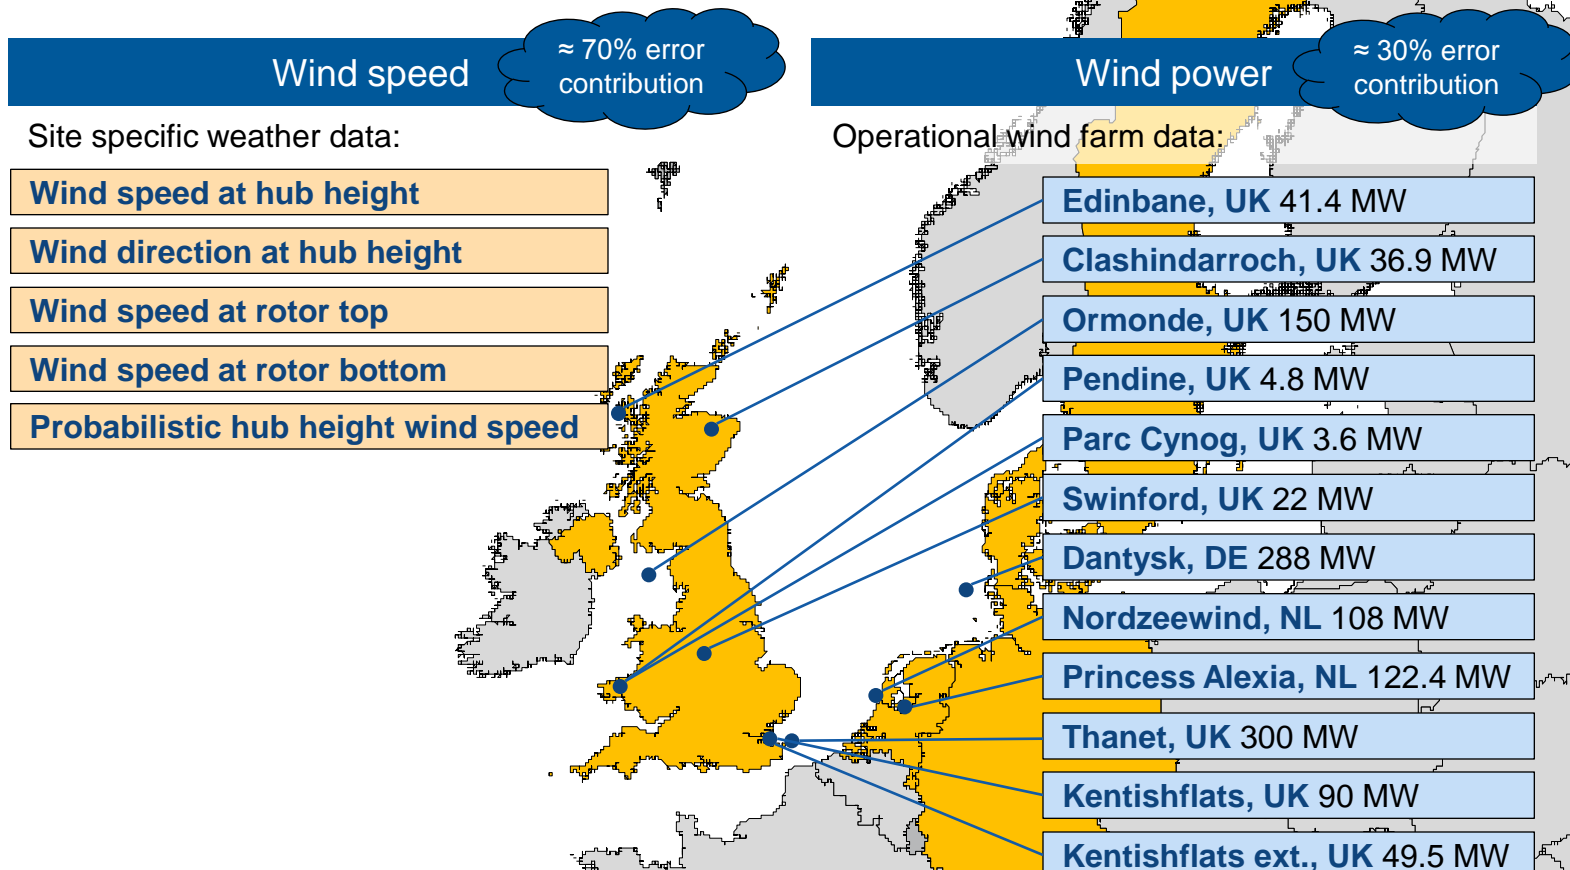 Wind speed
≈ 70% error
contribution
Site specific weather data:
Wind speed at hub height
Wind direction at hub height
Wind speed at rotor top
Wind speed at rotor bottom
Probabilistic hub height wind speed
Wind power
≈ 30% error
contribution
Operational wind farm data:
Edinbane, UK 41.4 MW
Clashindarroch, UK 36.9 MW
Ormonde, UK 150 MW
Pendine, UK 4.8 MW
Parc Cynog, UK 3.6 MW
Swinford, UK 22 MW
Dantysk, DE 288 MW
Nordzeewind, NL 108 MW
Princess Alexia, NL 122.4 MW
Thanet, UK 300 MW
Kentishflats, UK 90 MW
Kentishflats ext., UK 49.5 MW